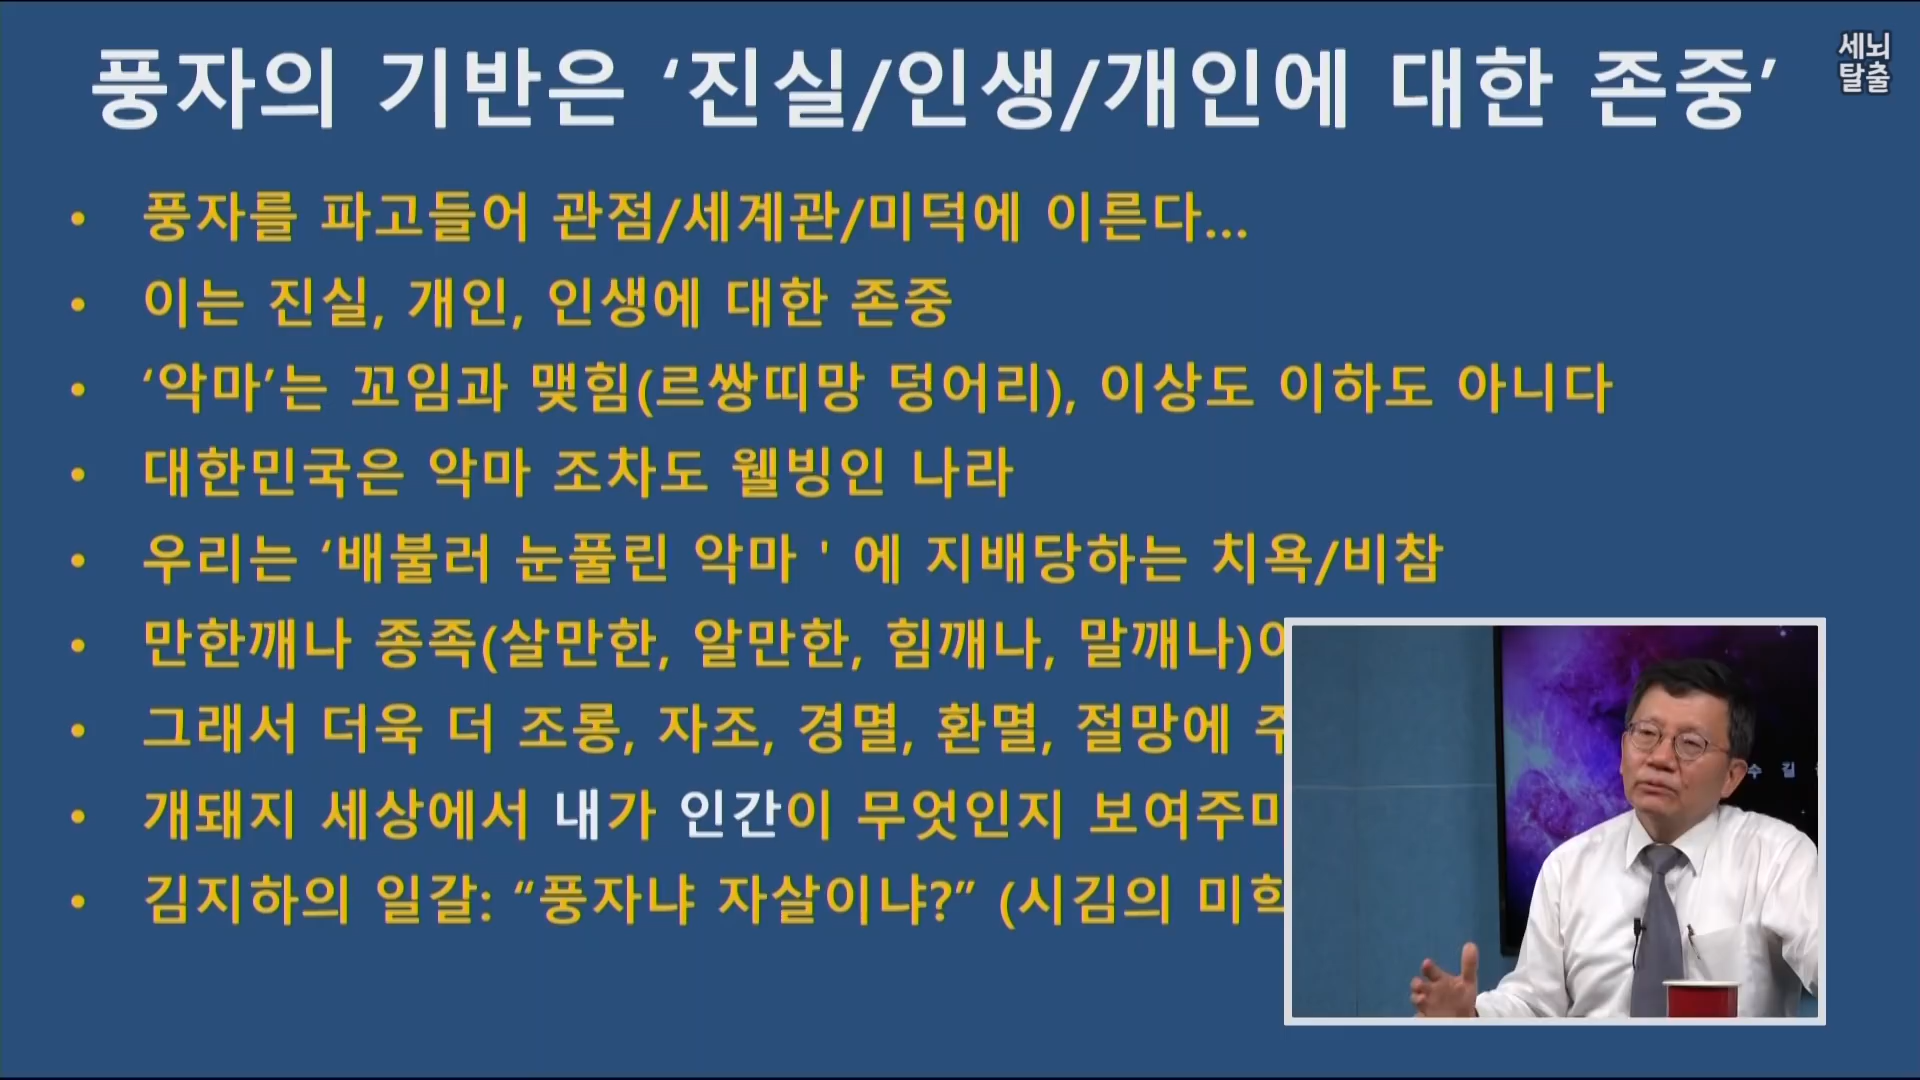 풍자의 기반은 ‘진실/인생/개인에 대한 존중’
세뇌
탈출
• 풍자를 파고들어 관점/세계관/미덕에 이른다...
• 이는 진실, 개인, 인생에 대한 존중
• ‘악마’는 꼬임과 맺힘(르쌍띠망 덩어리), 이상도 이하도 아니다
• 대한민국은 악마 조차도 웰빙인 나라
• 우리는 ‘배불러 눈풀린 악마 ' 에 지배당하는 치욕/비참
• 만한깨나 종족(살만한, 알만한, 힘깨나, 말깨나)
• 그래서 더욱 더 조롱, 자조, 경멸, 환멸, 절망에
• 개돼지 세상에서 내가 인간이 무엇인지
• 김지하의 일갈: “풍자냐 자살이냐?” (시김의
수 길